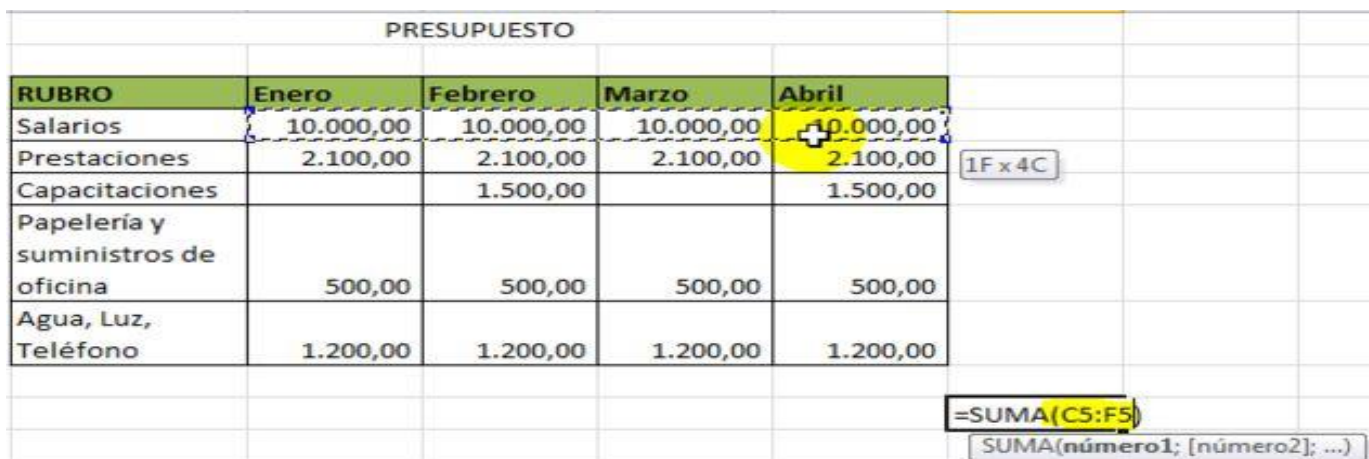 PRESUPUESTO
RUBRO Enero Febrero Marzo Abril
Salarios 10.000,00 10.000,00 10.000,00 10.000,00
Prestaciones 2.100,00 2.100,00 2.100,00 2.100,00
1F x 4C
Capacitaciones 1.500,00 1.500,00
Papelería y
suministros de
oficina 500,00 500,00 500,00 500,00
Agua, Luz,
Teléfono 1.200,00 1.200,00 1.200,00 1.200,00
=SUMA(C5:F5)
SUMA(número1; [número2]; ...)